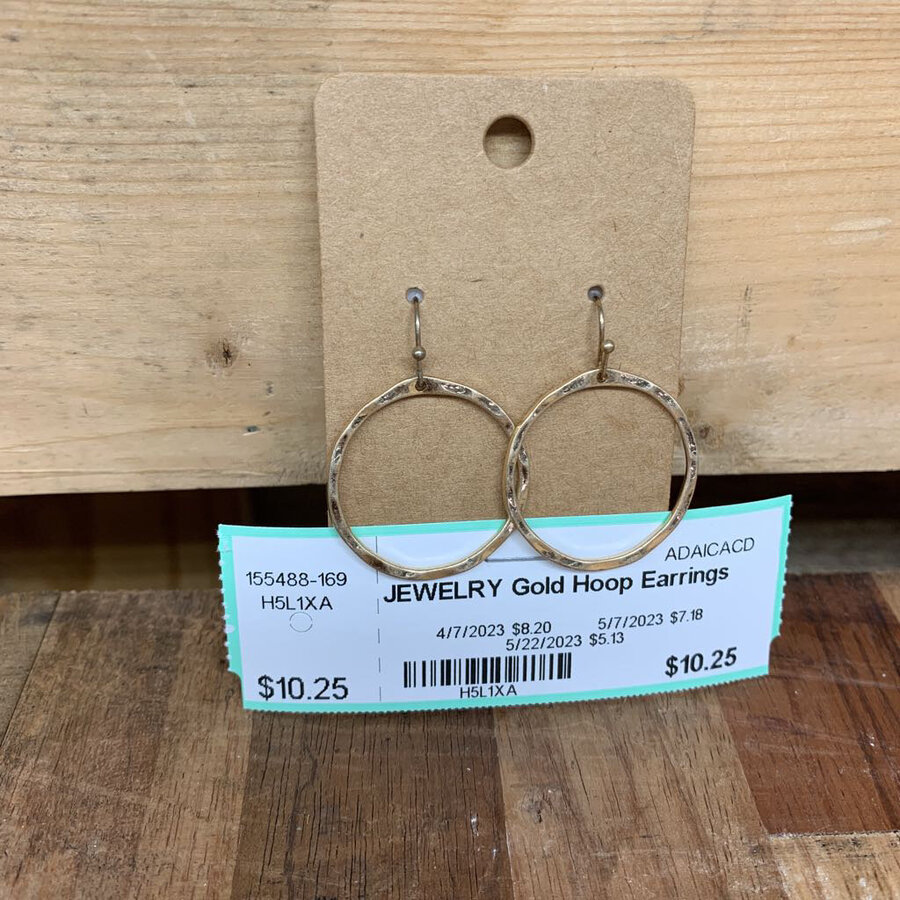 155488-169
H5L1XA
$10.25
ADAICACD
JEWELRY Gold Hoop Earrings
4/7/2023 $8.20 5/7/2023 $7.18
5/22/2023 $5.13
H5L1XA
$10.25